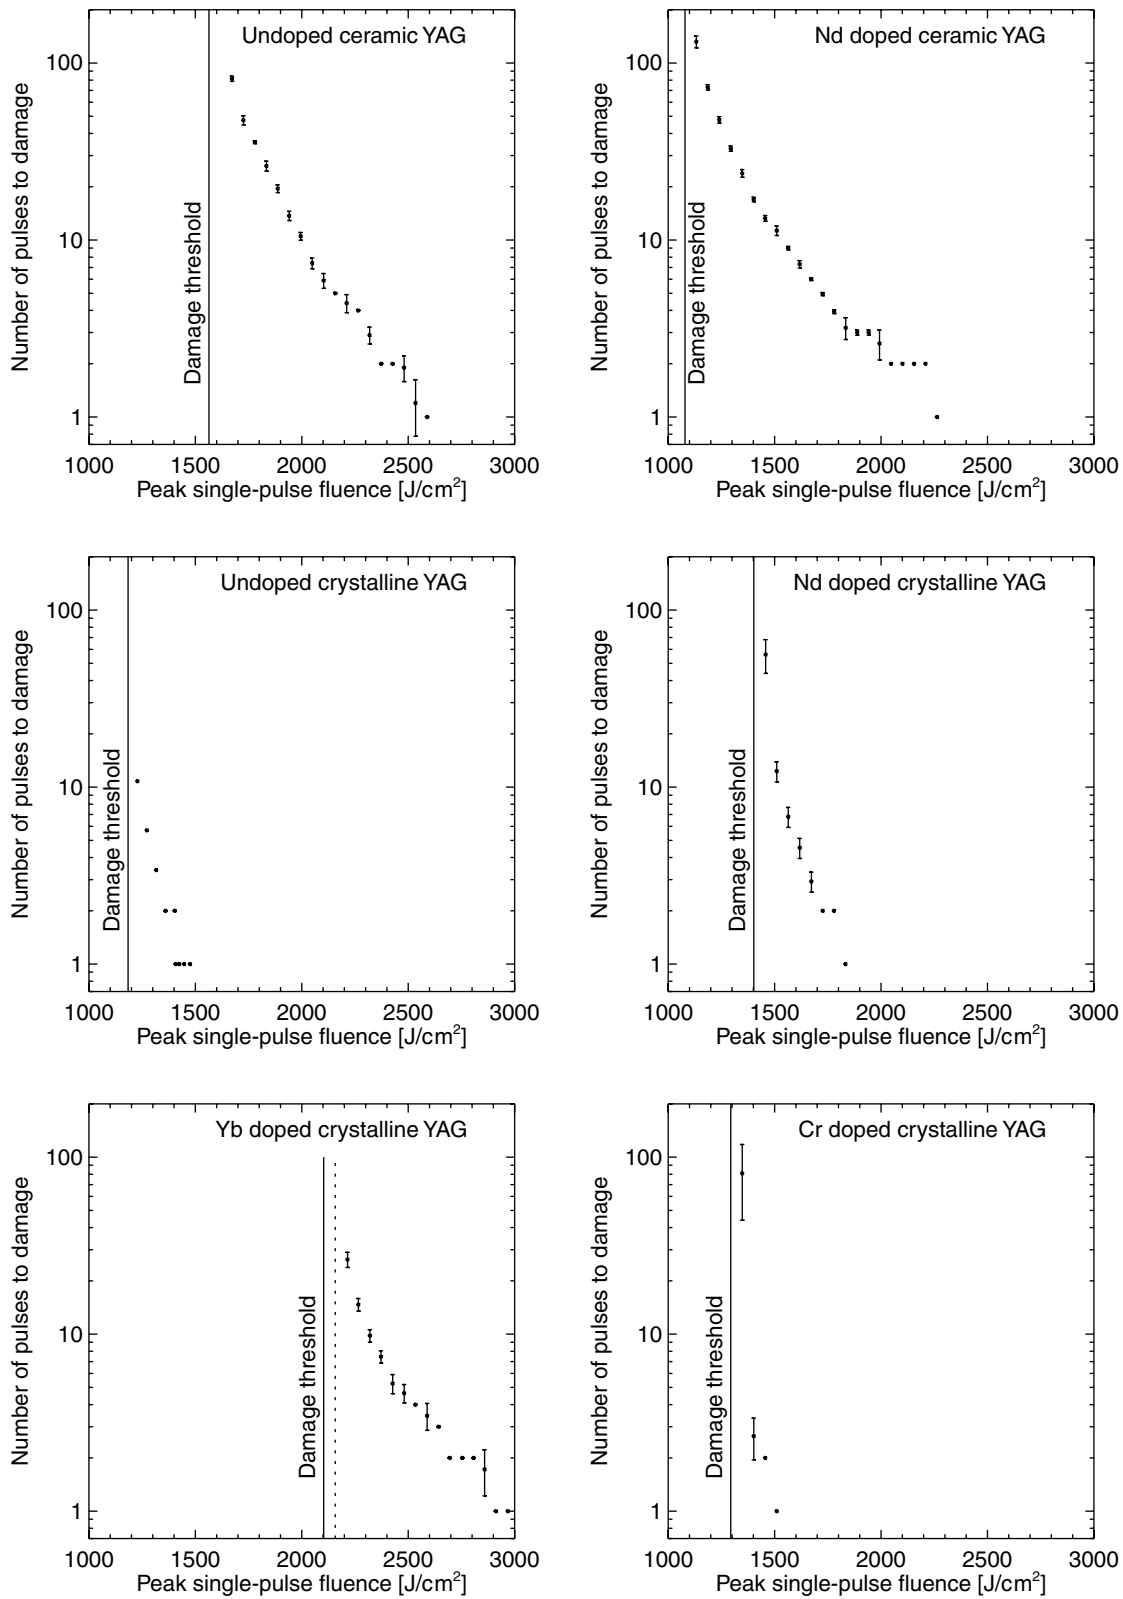 Undoped ceramic YAG
Number of pulses to damage
100
10
1
Damage threshold
1000 1500 2000 2500 3000
Peak single-pulse fluence [J/cm²]
Nd doped ceramic YAG
Number of pulses to damage
100
10
1
Damage threshold
1000 1500 2000 2500 3000
Peak single-pulse fluence [J/cm²]
Undoped crystalline YAG
Number of pulses to damage
100
10
1
Damage threshold
1000 1500 2000 2500 3000
Peak single-pulse fluence [J/cm²]
Nd doped crystalline YAG
Number of pulses to damage
100
10
1
Damage threshold
1000 1500 2000 2500 3000
Peak single-pulse fluence [J/cm²]
Yb doped crystalline YAG
Number of pulses to damage
100
10
1
Damage threshold
1000 1500 2000 2500 3000
Peak single-pulse fluence [J/cm²]
Cr doped crystalline YAG
Number of pulses to damage
100
10
1
Damage threshold
1000 1500 2000 2500 3000
Peak single-pulse fluence [J/cm²]